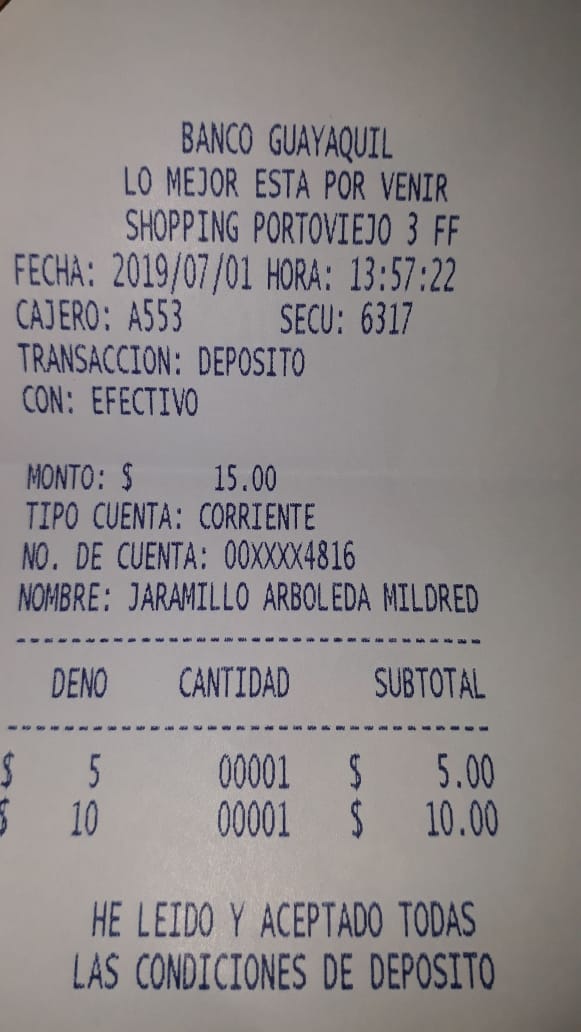 BANCO GUAYAQUIL
LO MEJOR ESTA POR VENIR
SHOPPING PORTOVIEJO 3 FF
FECHA: 2019/07/01 HORA: 13:57:22
CAJERO: A553 SECU: 6317
TRANSACCION: DEPOSITO
CON: EFECTIVO
MONTO: $ 15.00
TIPO CUENTA: CORRIENTE
NO. DE CUENTA: 00XXXX4816
NOMBRE: JARAMILLO ARBOLEDA MILDRED
--------------------------------------------
DENO CANTIDAD SUBTOTAL
--------------------------------------------
$ 5 00001 $ 5.00
$ 10 00001 $ 10.00
HE LEIDO Y ACEPTADO TODAS
LAS CONDICIONES DE DEPOSITO